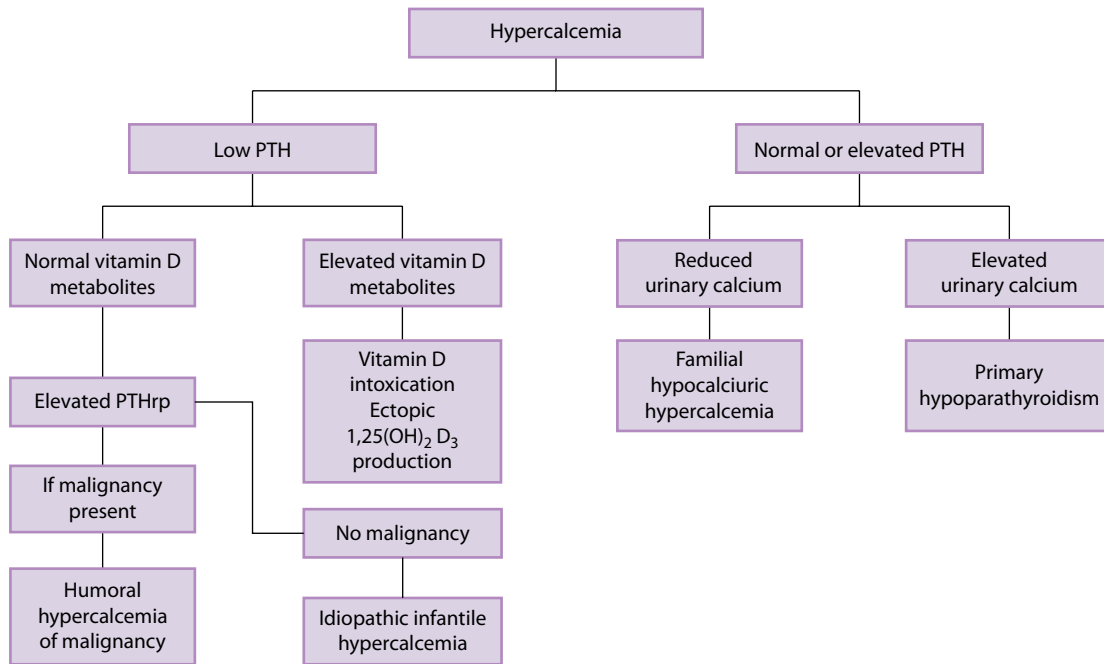 Hypercalcemia
Low PTH
Normal or elevated PTH
Normal vitamin D
metabolites
Elevated vitamin D
metabolites
Reduced
urinary calcium
Elevated
urinary calcium
Vitamin D
intoxication
Ectopic
1,25(OH)₂ D₃
production
Familial
hypocalciuric
hypercalcemia
Primary
hypoparathyroidism
Elevated PTHrp
If malignancy
present
No malignancy
Humoral
hypercalcemia
of malignancy
Idiopathic infantile
hypercalcemia